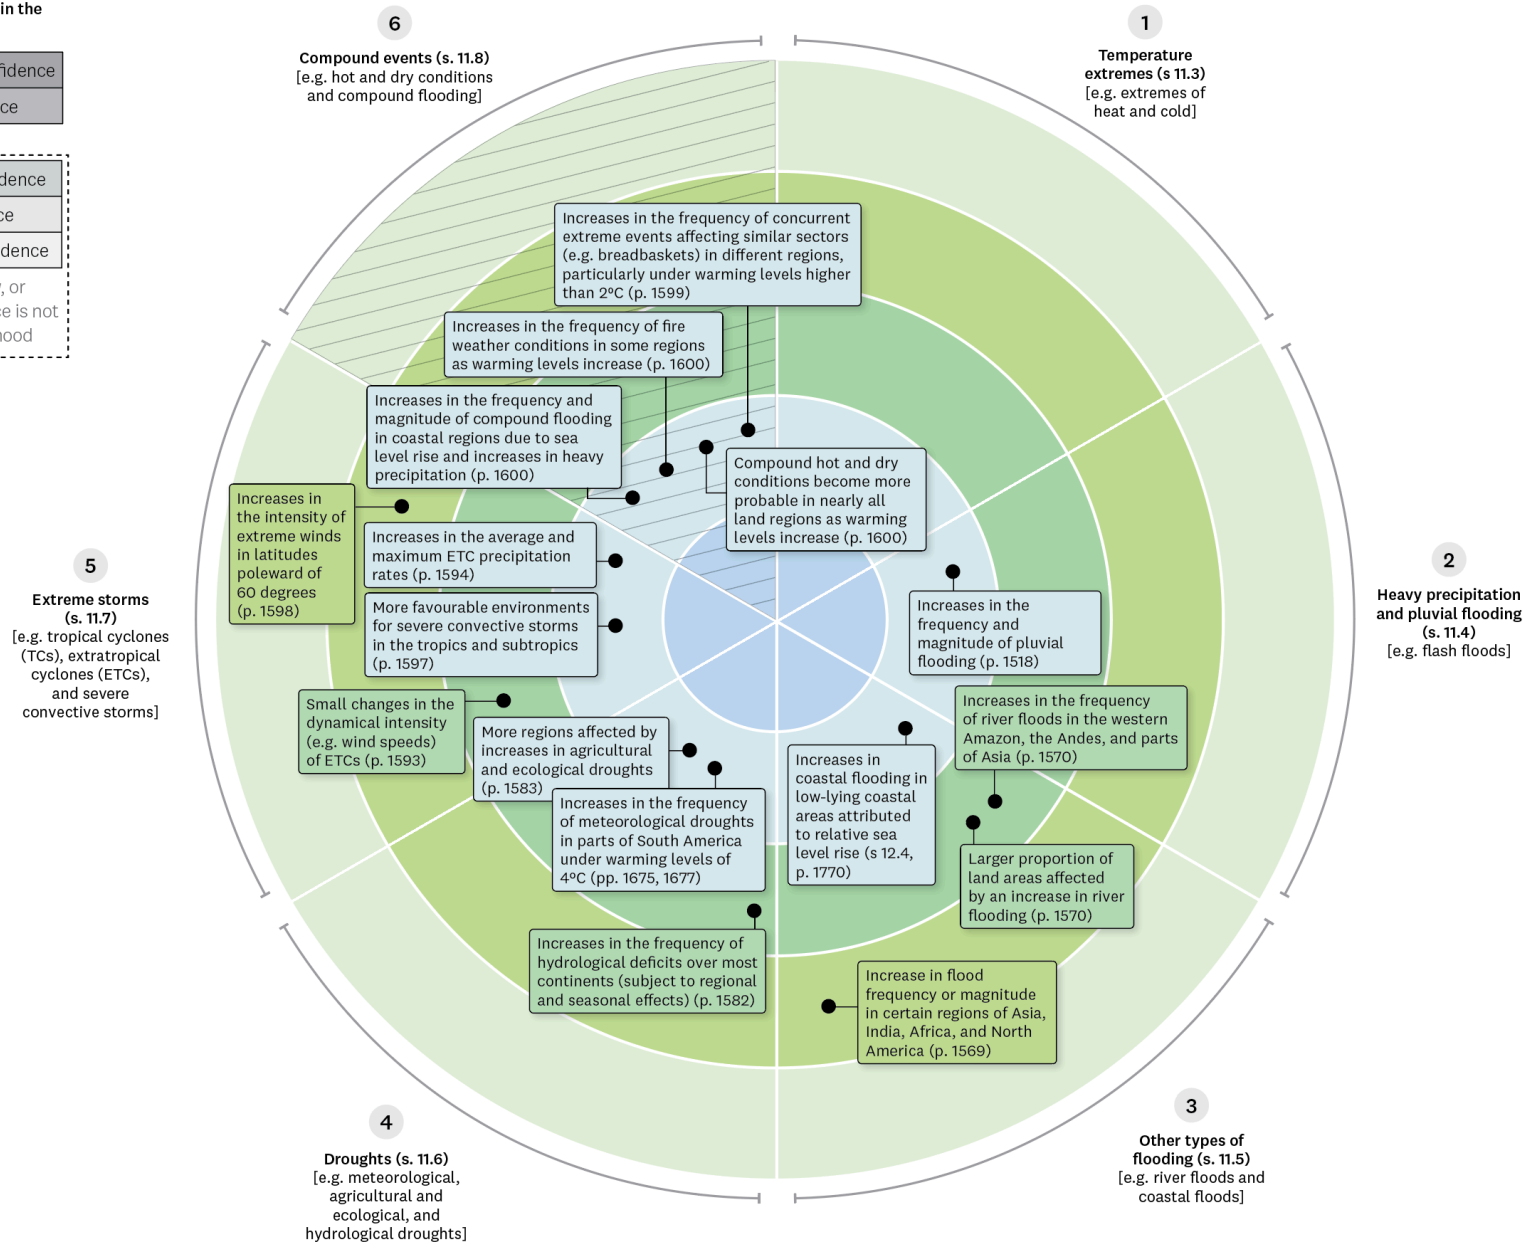 in the
fidence
ce
dence
ce
dence
, or
ce is not
hood
6
Compound events (s. 11.8)
[e.g. hot and dry conditions
and compound flooding]
1
Temperature
extremes (s 11.3)
[e.g. extremes of
heat and cold]
Increases in the frequency of concurrent
extreme events affecting similar sectors
(e.g. breadbaskets) in different regions,
particularly under warming levels higher
than 2ºC (p. 1599)
Increases in the frequency of fire
weather conditions in some regions
as warming levels increase (p. 1600)
Increases in the frequency and
magnitude of compound flooding
in coastal regions due to sea
level rise and increases in heavy
precipitation (p. 1600)
Compound hot and dry
conditions become more
probable in nearly all
land regions as warming
levels increase (p. 1600)
5
Extreme storms
(s. 11.7)
[e.g. tropical cyclones
(TCs), extratropical
cyclones (ETCs),
and severe
convective storms]
Increases in
the intensity of
extreme winds
in latitudes
poleward of
60 degrees
(p. 1598)
Increases in the average and
maximum ETC precipitation
rates (p. 1594)
More favourable environments
for severe convective storms
in the tropics and subtropics
(p. 1597)
Small changes in the
dynamical intensity
(e.g. wind speeds)
of ETCs (p. 1593)
2
Heavy precipitation
and pluvial flooding
(s. 11.4)
[e.g. flash floods]
Increases in the
frequency and
magnitude of pluvial
flooding (p. 1518)
Increases in the frequency
of river floods in the western
Amazon, the Andes, and parts
of Asia (p. 1570)
More regions affected by
increases in agricultural
and ecological droughts
(p. 1583)
Increases in the frequency
of meteorological droughts
in parts of South America
under warming levels of
4ºC (pp. 1675, 1677)
Increases in
coastal flooding in
low-lying coastal
areas attributed
to relative sea
level rise (s 12.4,
p. 1770)
Larger proportion of
land areas affected
by an increase in river
flooding (p. 1570)
Increases in the frequency of
hydrological deficits over most
continents (subject to regional
and seasonal effects) (p. 1582)
Increase in flood
frequency or magnitude
in certain regions of Asia,
India, Africa, and North
America (p. 1569)
4
Droughts (s. 11.6)
[e.g. meteorological,
agricultural and
ecological, and
hydrological droughts]
3
Other types of
flooding (s. 11.5)
[e.g. river floods and
coastal floods]